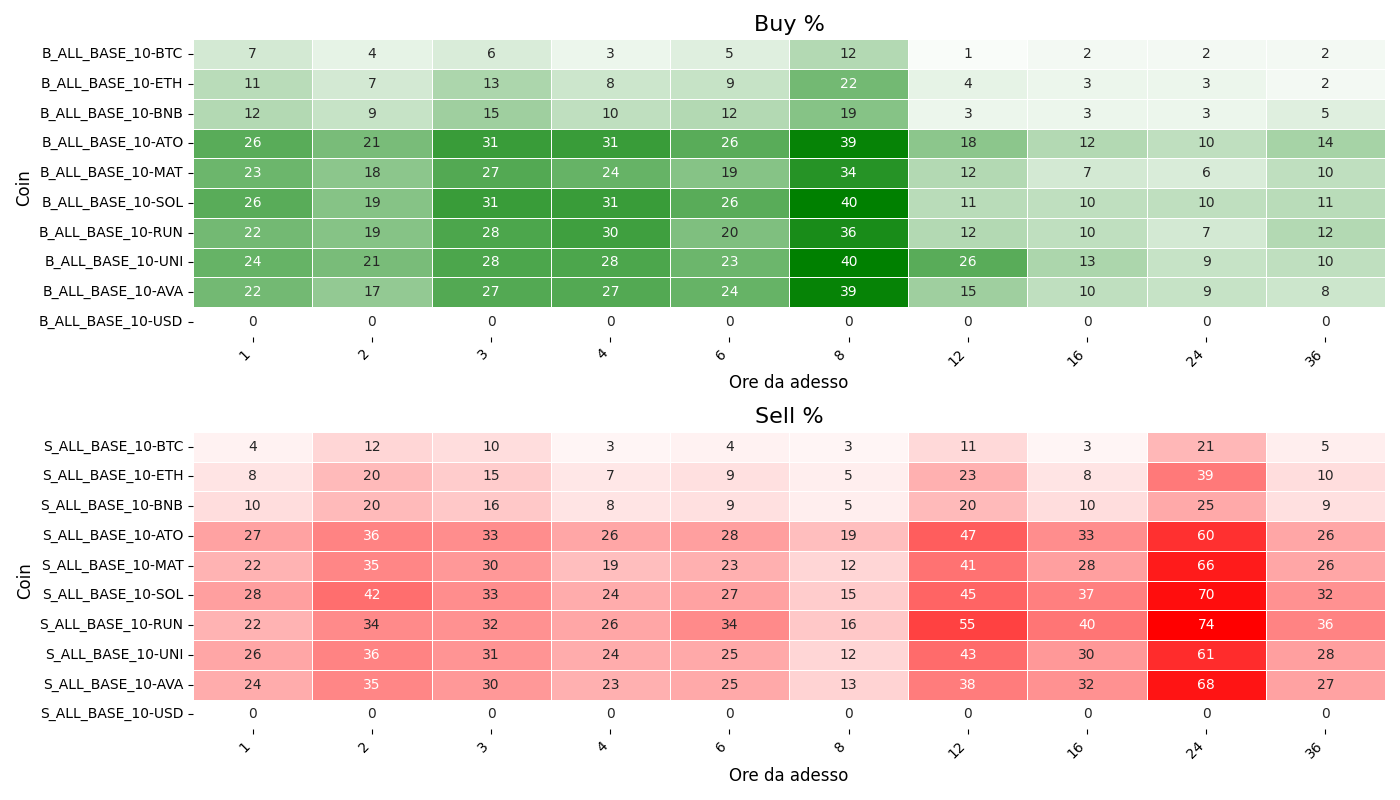 Buy %
Coin
B_ALL_BASE_10-BTC 7 4 6 3 5 12 1 2 2 2
B_ALL_BASE_10-ETH 11 7 13 8 9 22 4 3 3 2
B_ALL_BASE_10-BNB 12 9 15 10 12 19 3 3 3 5
B_ALL_BASE_10-ATO 26 21 31 31 26 39 18 12 10 14
B_ALL_BASE_10-MAT 23 18 27 24 19 34 12 7 6 10
B_ALL_BASE_10-SOL 26 19 31 31 26 40 11 10 10 11
B_ALL_BASE_10-RUN 22 19 28 30 20 36 12 10 7 12
B_ALL_BASE_10-UNI 24 21 28 28 23 40 26 13 9 10
B_ALL_BASE_10-AVA 22 17 27 27 24 39 15 10 9 8
B_ALL_BASE_10-USD 0 0 0 0 0 0 0 0 0 0
1 2 3 4 6 8 12 16 24 36
Ore da adesso
Sell %
Coin
S_ALL_BASE_10-BTC 4 12 10 3 4 3 11 3 21 5
S_ALL_BASE_10-ETH 8 20 15 7 9 5 23 8 39 10
S_ALL_BASE_10-BNB 10 20 16 8 9 5 20 10 25 9
S_ALL_BASE_10-ATO 27 36 33 26 28 19 47 33 60 26
S_ALL_BASE_10-MAT 22 35 30 19 23 12 41 28 66 26
S_ALL_BASE_10-SOL 28 42 33 24 27 15 45 37 70 32
S_ALL_BASE_10-RUN 22 34 32 26 34 16 55 40 74 36
S_ALL_BASE_10-UNI 26 36 31 24 25 12 43 30 61 28
S_ALL_BASE_10-AVA 24 35 30 23 25 13 38 32 68 27
S_ALL_BASE_10-USD 0 0 0 0 0 0 0 0 0 0
1 2 3 4 6 8 12 16 24 36
Ore da adesso